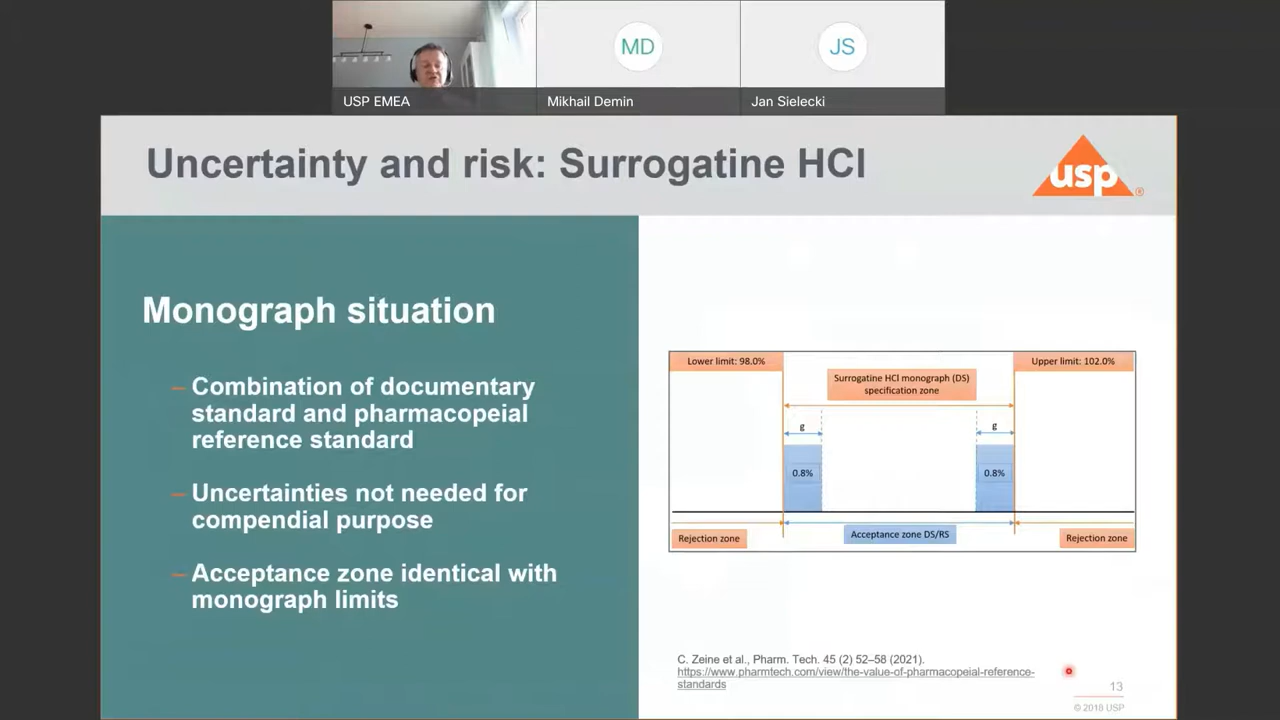 MD
JS
USP EMEA
Mikhail Demin
Jan Sielecki
Uncertainty and risk: Surrogatine HCl
usp®
Monograph situation
– Combination of documentary
standard and pharmacopeial
reference standard
– Uncertainties not needed for
compendial purpose
– Acceptance zone identical with
monograph limits
Lower limit: 98.0%
Upper limit: 102.0%
Surrogatine HCl monograph (DS)
specification zone
g
g
0.8%
0.8%
Rejection zone
Acceptance zone DS/RS
Rejection zone
C. Zeine et al., Pharm. Tech. 45 (2) 52–58 (2021).
https://www.pharmtech.com/view/the-value-of-pharmacopeial-reference-
standards
13
© 2018 USP